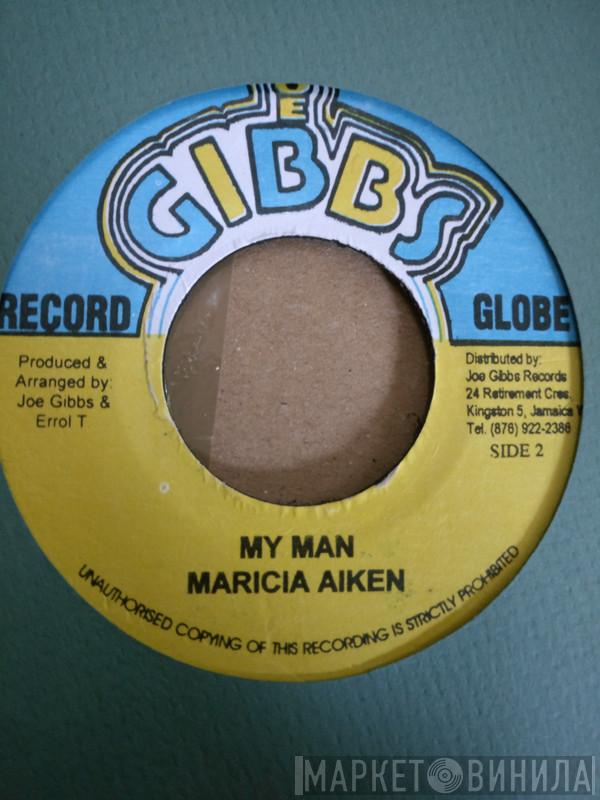 JOE
GIBBS
RECORD GLOBE
Produced &
Arranged by:
Joe Gibbs &
Errol T
Distributed by:
Joe Gibbs Records
24 Retirement Cres.
Kingston 5, Jamaica W
Tel. (876) 922-2386
SIDE 2
MY MAN
MARICIA AIKEN
UNAUTHORISED COPYING OF THIS RECORDING IS STRICTLY PROHIBITED
МАРКЕТ ВИНИЛА